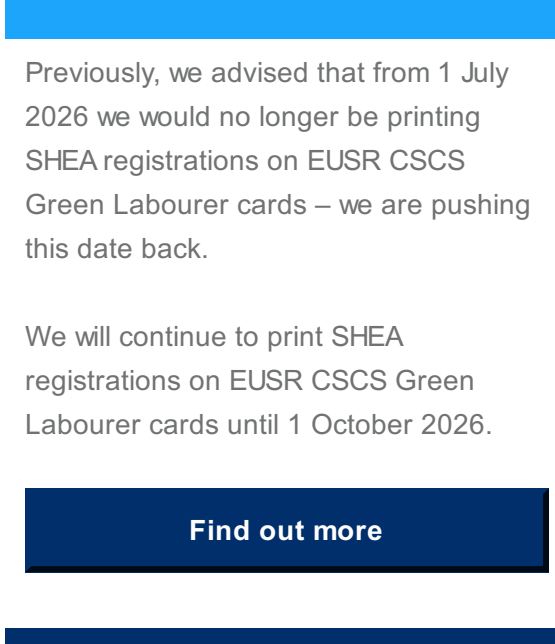 Previously, we advised that from 1 July
2026 we would no longer be printing
SHEA registrations on EUSR CSCS
Green Labourer cards – we are pushing
this date back.
We will continue to print SHEA
registrations on EUSR CSCS Green
Labourer cards until 1 October 2026.
Find out more